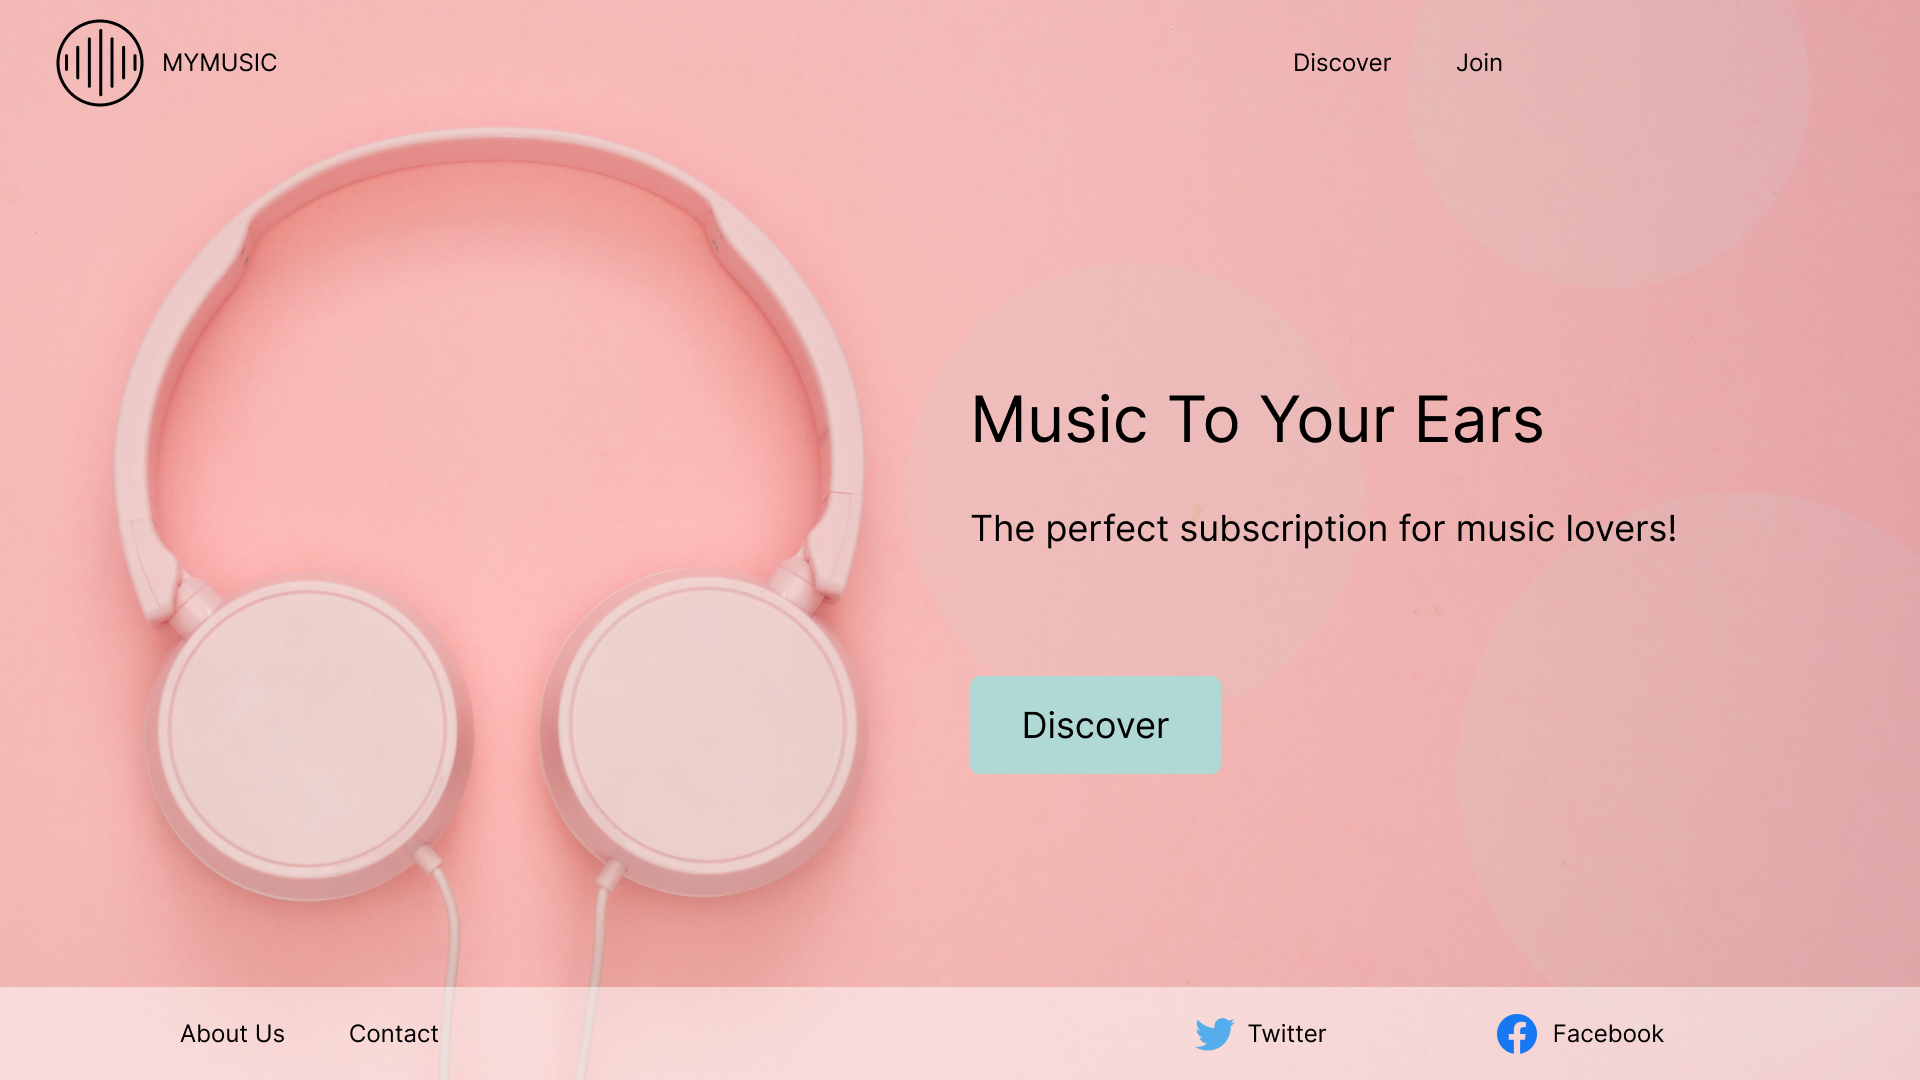 MYMUSIC
Discover
Join
Music To Your Ears
The perfect subscription for music lovers!
Discover
About Us
Contact
Twitter
Facebook